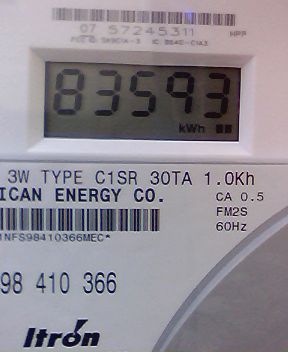 07 57245311
83593
kWh
3W TYPE C1SR 30TA 1.0Kh
ICAN ENERGY CO.
CA 0.5
FM2S
60Hz
1NFS98410366MEC*
98 410 366
Itron